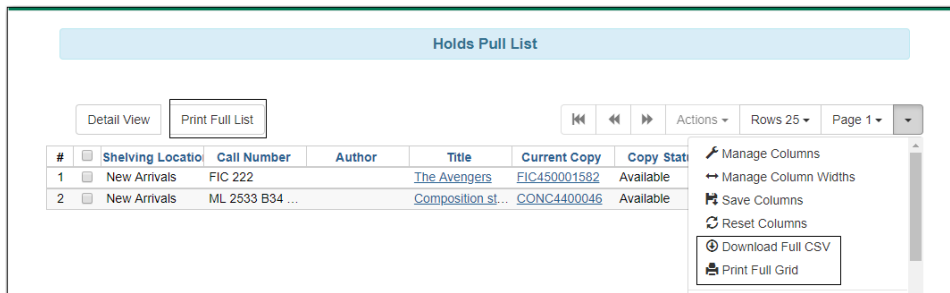 Holds Pull List
Detail View Print Full List Actions Rows 25 Page 1
# Shelving Locatio Call Number Author Title Current Copy Copy Statu
1 New Arrivals FIC 222 The Avengers FIC450001582 Available
2 New Arrivals ML 2533 B34 ... Composition st... CONC4400046 Available
Manage Columns
Manage Column Widths
Save Columns
Reset Columns
Download Full CSV
Print Full Grid